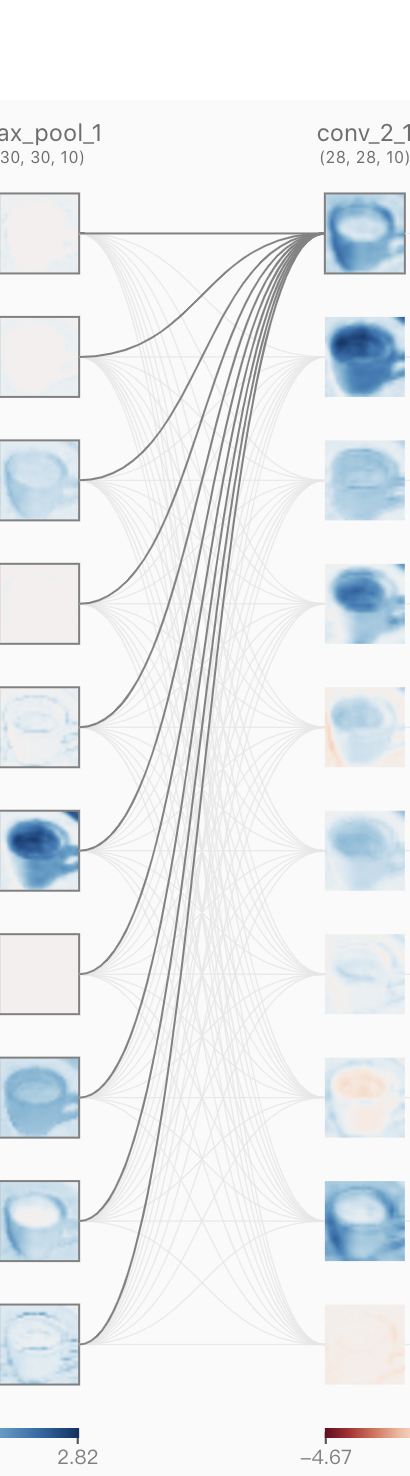 ax_pool_1
30, 30, 10)
conv_2_1
(28, 28, 10)
2.82
−4.67